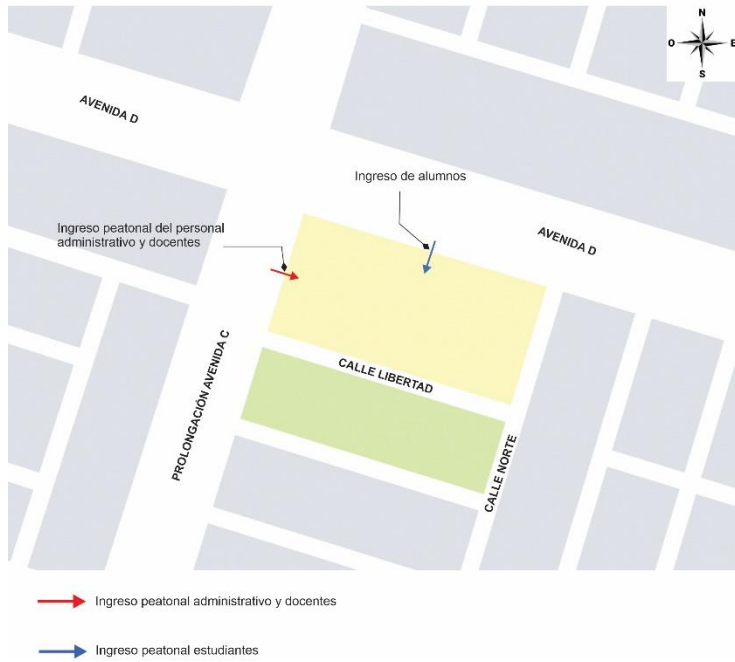 N
O
E
S
AVENIDA D
Ingreso de alumnos
Ingreso peatonal del personal
administrativo y docentes
AVENIDA D
PROLONGACIÓN AVENIDA C
CALLE LIBERTAD
CALLE NORTE
Ingreso peatonal administrativo y docentes
Ingreso peatonal estudiantes